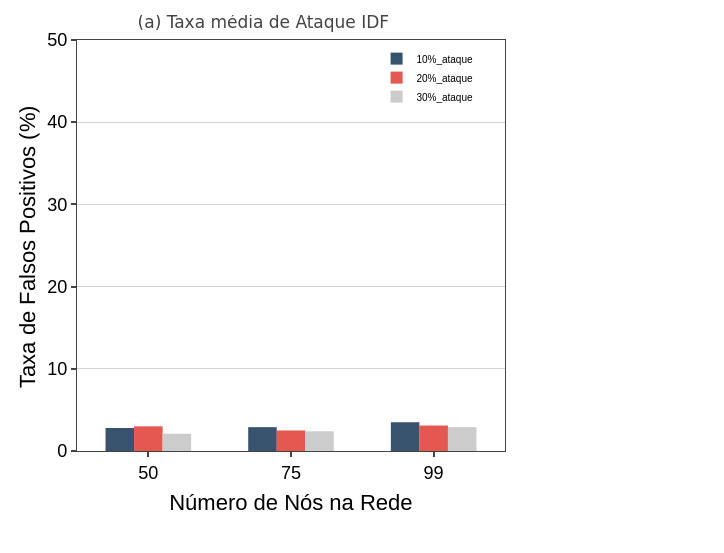 (a) Taxa média de Ataque IDF
Taxa de Falsos Positivos (%)
50
40
30
20
10
0
10%_ataque
20%_ataque
30%_ataque
50 75 99
Número de Nós na Rede